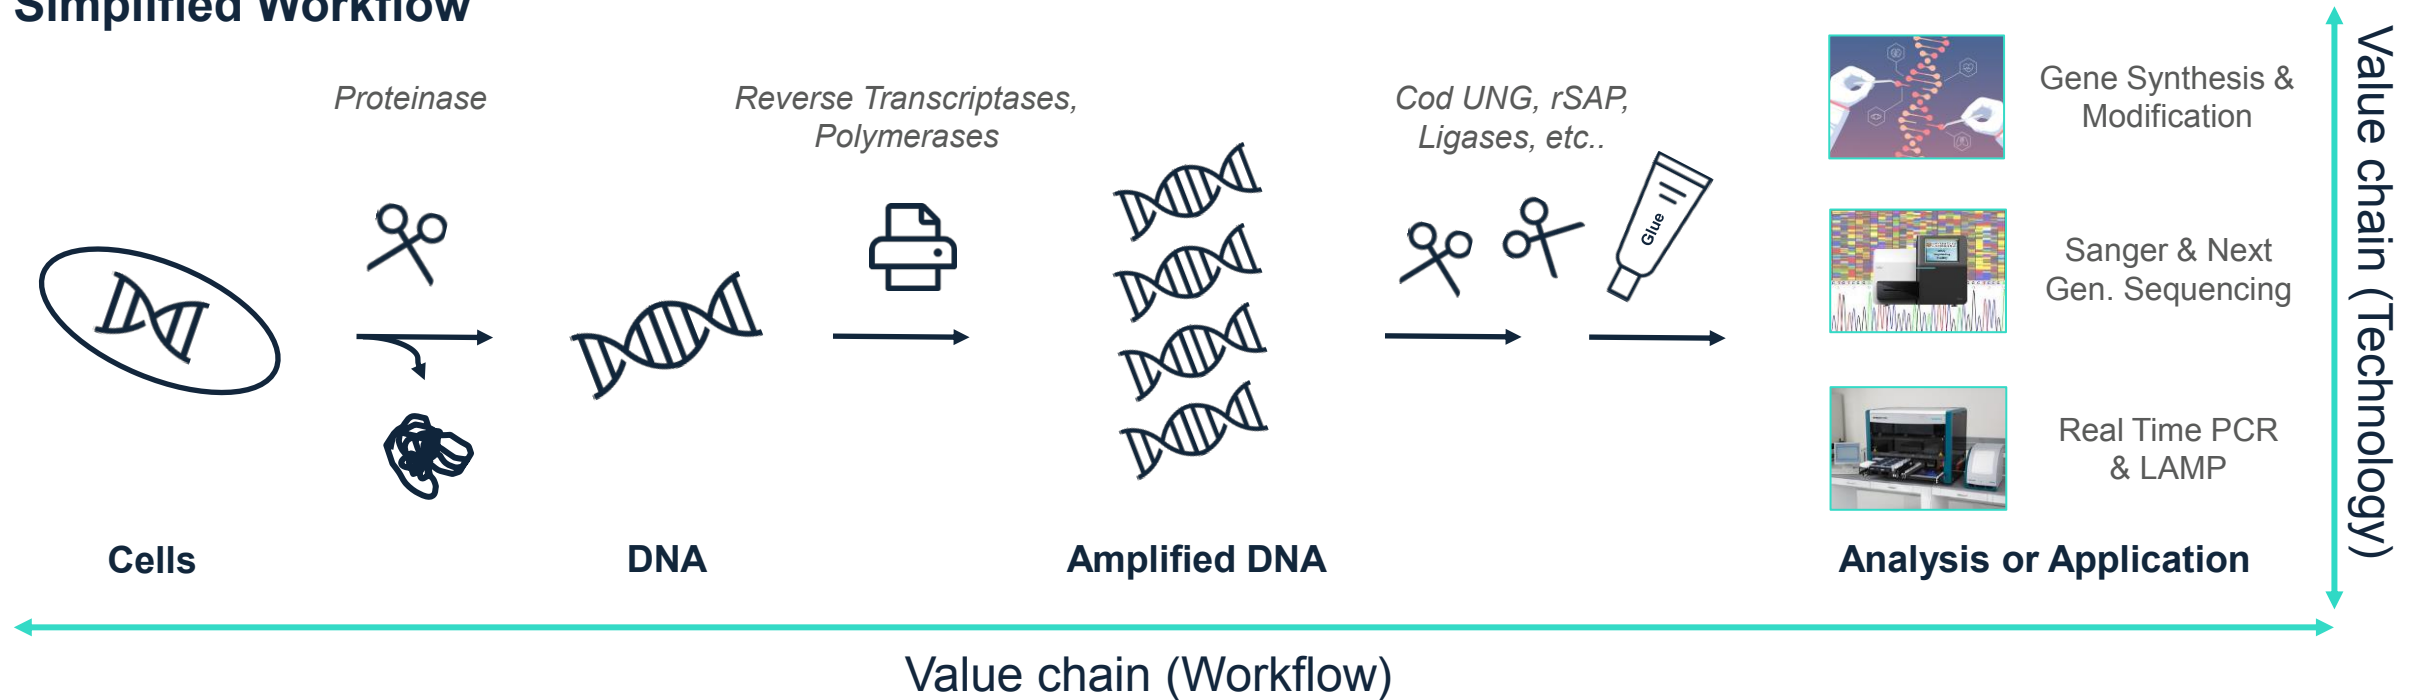 Simplified Workflow
Proteinase
Reverse Transcriptases,
Polymerases
Cod UNG, rSAP,
Ligases, etc..
Glue
Gene Synthesis &
Modification
Sanger & Next
Gen. Sequencing
Real Time PCR
& LAMP
Cells
DNA
Amplified DNA
Analysis or Application
Value chain (Workflow)
Value chain (Technology)